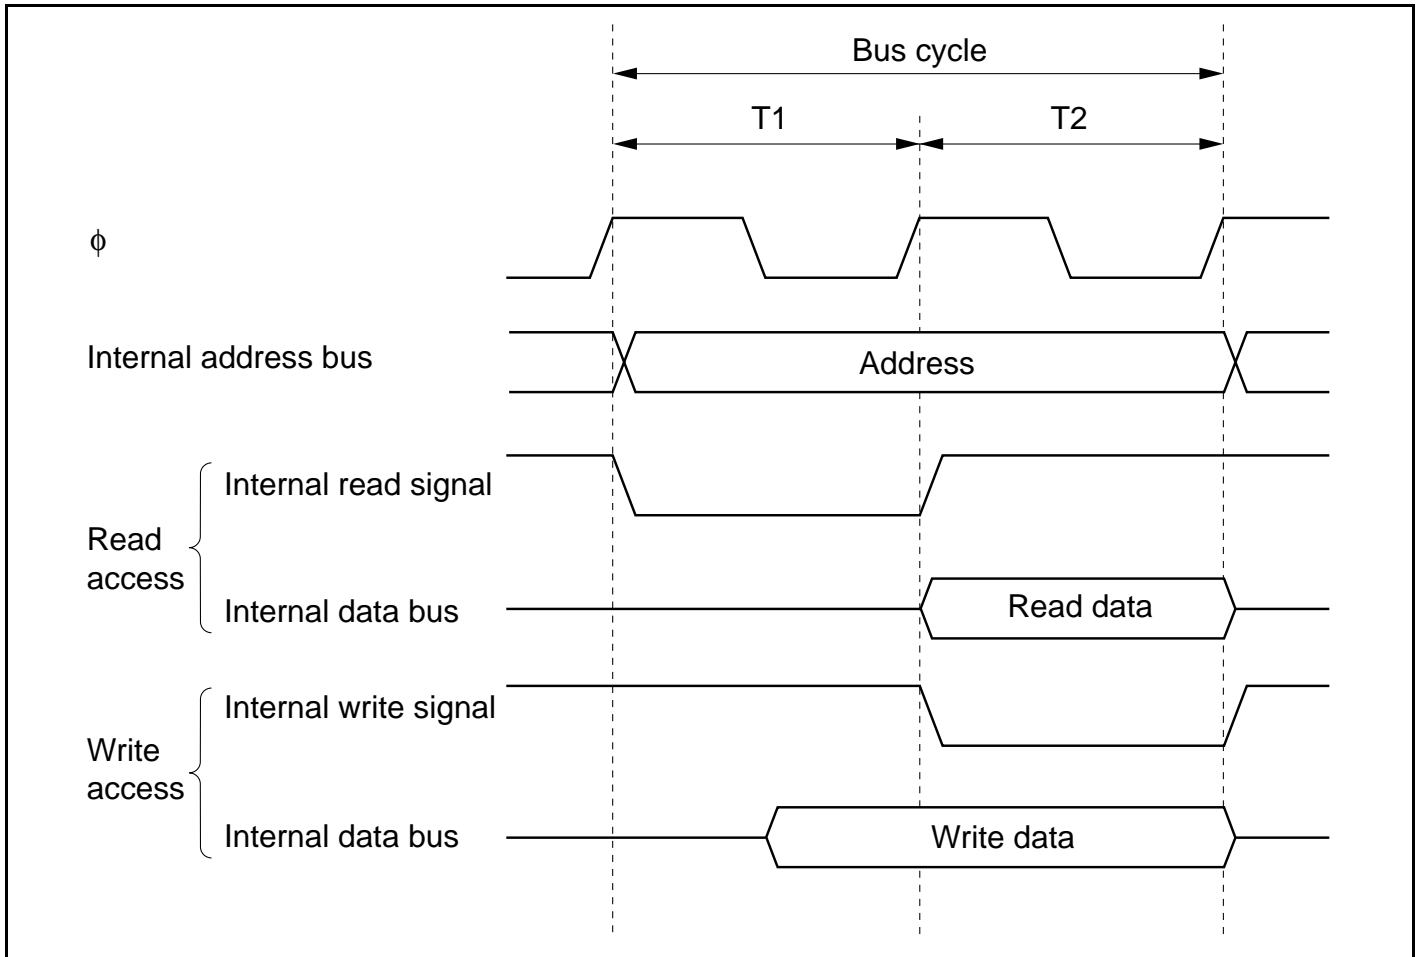 Bus cycle
T1
T2
ϕ
Internal address bus
Address
Read
access
Internal read signal
Internal data bus
Read data
Write
access
Internal write signal
Internal data bus
Write data